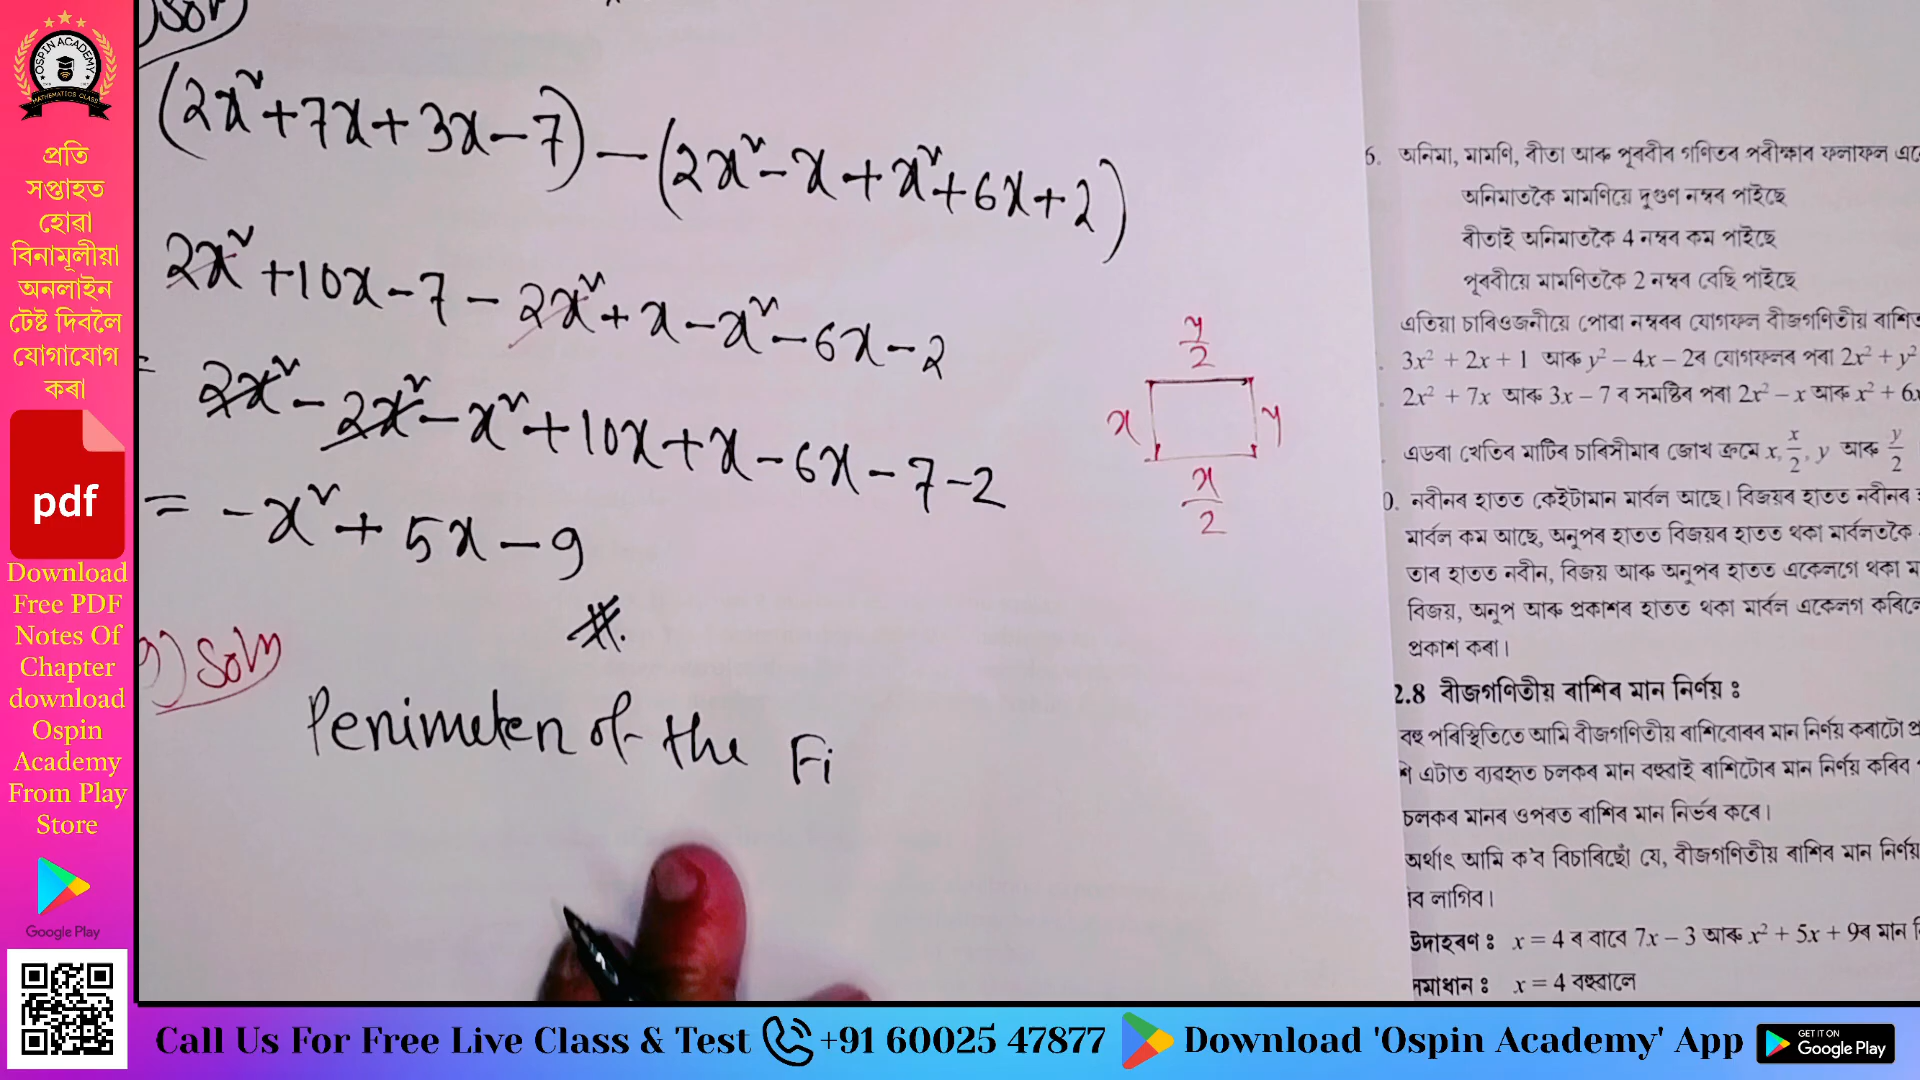 OSPIN ACADEMY
MATHEMATICS CLASS
প্ৰতি
সপ্তাহত
হোৱা
বিনামূলীয়া
অনলাইন
টেষ্ট দিবলৈ
যোগাযোগ
কৰা
pdf
Download
Free PDF
Notes Of
Chapter
download
Ospin
Academy
From Play
Store
Google Play
Soln
(2x² + 7x + 3x - 7) - (2x² - x + x² + 6x + 2)
2x² + 10x - 7 - 2x² + x - x² - 6x - 2
= 2x² - 2x² - x² + 10x + x - 6x - 7 - 2
= -x² + 5x - 9
#.
) Soln
Perimeter of the Fi
y/2
x y
x/2
6. অনিমা, মামণি, ৰীতা আৰু পূৰবীৰ গণিতৰ পৰীক্ষাৰ ফলাফল
অনিমাতকৈ মামণিয়ে দুগুণ নম্বৰ পাইছে
ৰীতাই অনিমাতকৈ 4 নম্বৰ কম পাইছে
পূৰবীয়ে মামণিতকৈ 2 নম্বৰ বেছি পাইছে
এতিয়া চাৰিওজনীয়ে পোৱা নম্বৰৰ যোগফল বীজগণিতীয় ৰাশিত
3x² + 2x + 1 আৰু y² – 4x – 2ৰ যোগফলৰ পৰা 2x² + y²
2x² + 7x আৰু 3x – 7 ৰ সমষ্টিৰ পৰা 2x² – x আৰু x² + 6x
এডৰা খেতিৰ মাটিৰ চাৰিসীমাৰ জোখ ক্ৰমে x, x/2, y আৰু y/2
0. নবীনৰ হাতত কেইটামান মাৰ্বল আছে। বিজয়ৰ হাতত নবীনৰ
মাৰ্বল কম আছে, অনুপৰ হাতত বিজয়ৰ হাতত থকা মাৰ্বলতকৈ
তাৰ হাতত নবীন, বিজয় আৰু অনুপৰ হাতত একেলগে থকা
বিজয়, অনুপ আৰু প্ৰকাশৰ হাতত থকা মাৰ্বল একেলগ কৰিলে
প্ৰকাশ কৰা।
2.8 বীজগণিতীয় ৰাশিৰ মান নিৰ্ণয় ঃ
বহু পৰিস্থিতিতে আমি বীজগণিতীয় ৰাশিবোৰৰ মান নিৰ্ণয় কৰাটো
শি এটাত ব্যৱহৃত চলকৰ মান বহুৱাই ৰাশিটোৰ মান নিৰ্ণয় কৰিব
চলকৰ মানৰ ওপৰত ৰাশিৰ মান নিৰ্ভৰ কৰে।
অৰ্থাৎ আমি ক'ব বিচাৰিছোঁ যে, বীজগণিতীয় ৰাশিৰ মান নিৰ্ণয়
লাগিব।
উদাহৰণ ঃ x = 4 ৰ বাবে 7x – 3 আৰু x² + 5x + 9ৰ মান
সমাধান ঃ x = 4 বহুৱালে
Call Us For Free Live Class & Test +91 60025 47877 Download 'Ospin Academy' App
GET IT ON
Google Play